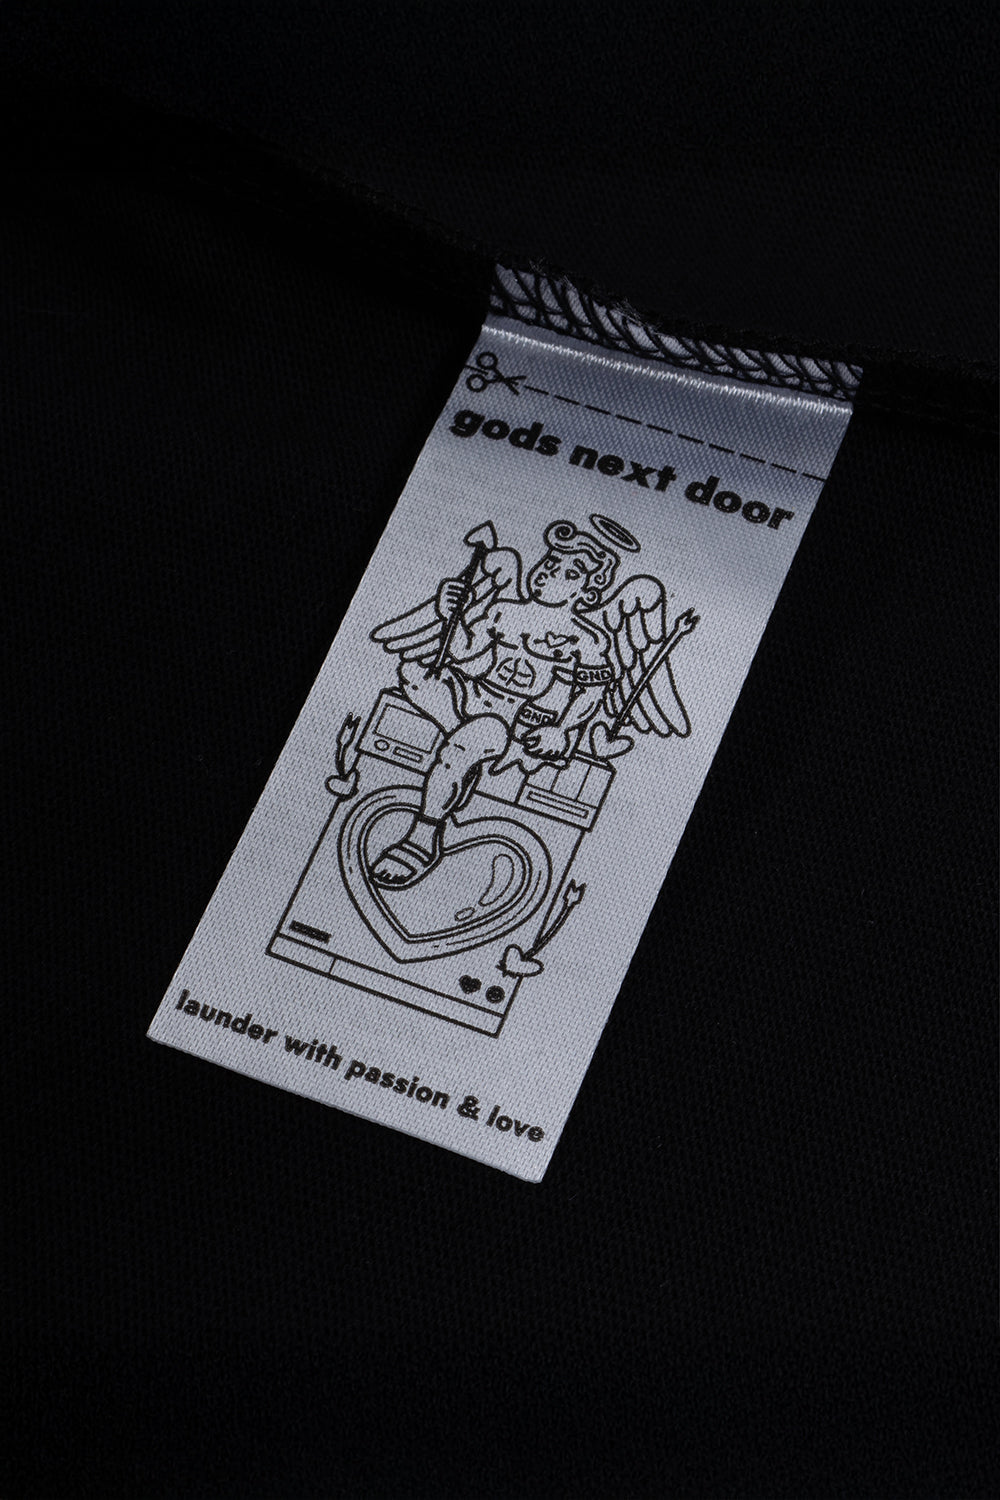 gods next door
GND
GND
launder with passion & love